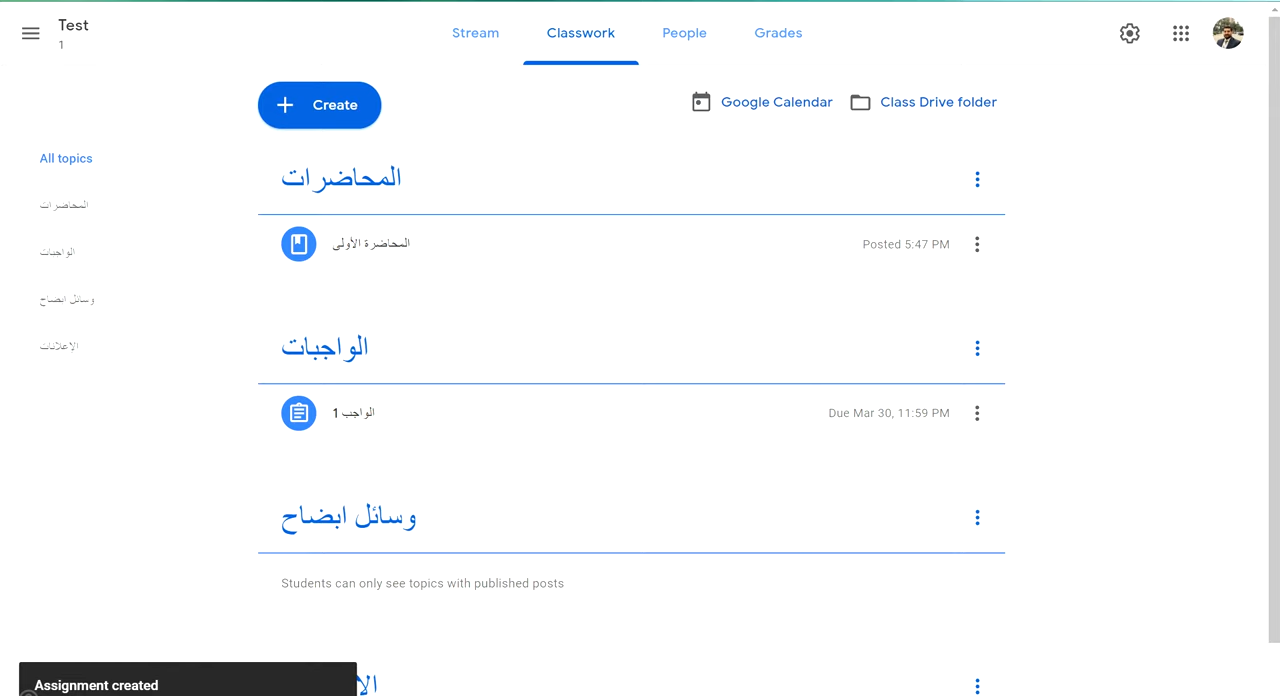 Test
1
Stream
Classwork
People
Grades
Create
Google Calendar
Class Drive folder
All topics
المحاضرات
الواجبات
وسائل ايضاح
الإعلانات
المحاضرات
المحاضرة الأولى
Posted 5:47 PM
الواجبات
الواجب 1
Due Mar 30, 11:59 PM
وسائل ايضاح
Students can only see topics with published posts
Assignment created